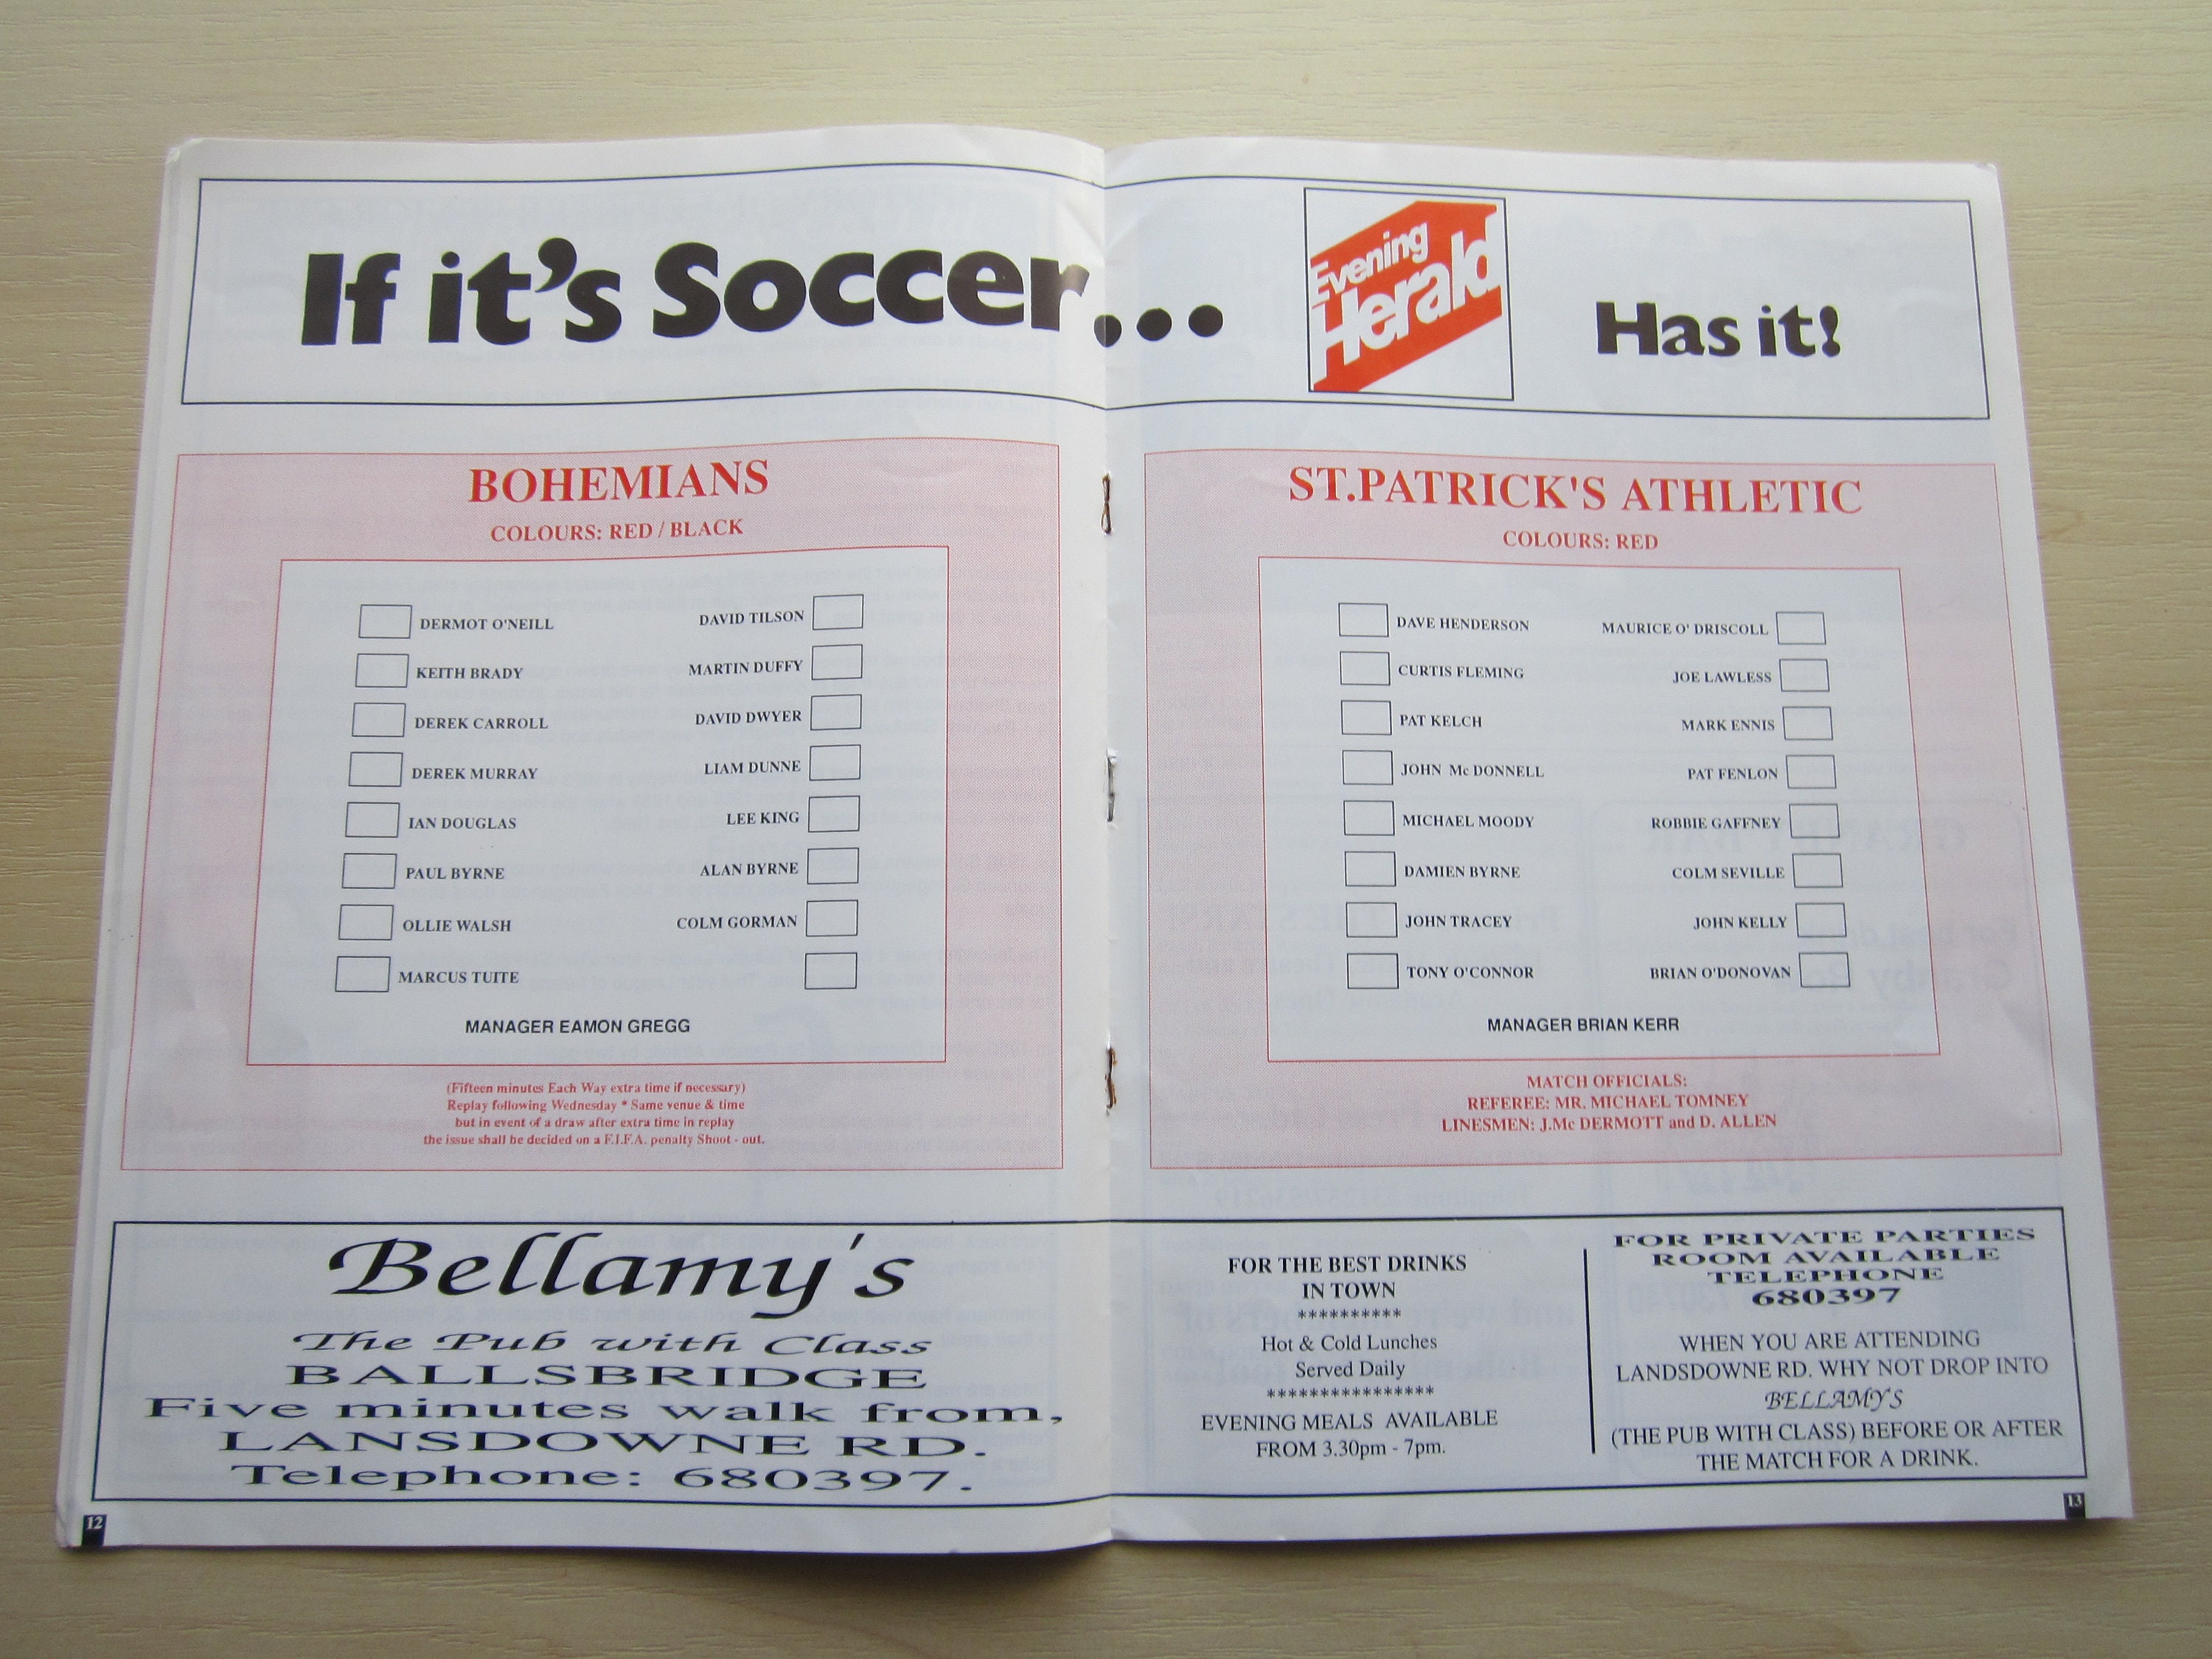 If it's Soccer... Evening Herald Has it!
BOHEMIANS
COLOURS: RED / BLACK
DERMOT O'NEILL DAVID TILSON
KEITH BRADY MARTIN DUFFY
DEREK CARROLL DAVID DWYER
DEREK MURRAY LIAM DUNNE
IAN DOUGLAS LEE KING
PAUL BYRNE ALAN BYRNE
OLLIE WALSH COLM GORMAN
MARCUS TUITE
MANAGER EAMON GREGG
(Fifteen minutes Each Way extra time if necessary)
Replay following Wednesday * Same venue & time
but in event of a draw after extra time in replay
the issue shall be decided on a F.I.F.A. penalty Shoot - out.
ST.PATRICK'S ATHLETIC
COLOURS: RED
DAVE HENDERSON MAURICE O' DRISCOLL
CURTIS FLEMING JOE LAWLESS
PAT KELCH MARK ENNIS
JOHN Mc DONNELL PAT FENLON
MICHAEL MOODY ROBBIE GAFFNEY
DAMIEN BYRNE COLM SEVILLE
JOHN TRACEY JOHN KELLY
TONY O'CONNOR BRIAN O'DONOVAN
MANAGER BRIAN KERR
MATCH OFFICIALS:
REFEREE: MR. MICHAEL TOMNEY
LINESMEN: J.Mc DERMOTT and D. ALLEN
Bellamy's
The Pub with Class
BALLSBRIDGE
Five minutes walk from,
LANSDOWNE RD.
Telephone: 680397.
FOR THE BEST DRINKS
IN TOWN
**********
Hot & Cold Lunches
Served Daily
****************
EVENING MEALS AVAILABLE
FROM 3.30pm - 7pm.
FOR PRIVATE PARTIES
ROOM AVAILABLE
TELEPHONE
680397
WHEN YOU ARE ATTENDING
LANDSDOWNE RD. WHY NOT DROP INTO
BELLAMY'S
(THE PUB WITH CLASS) BEFORE OR AFTER
THE MATCH FOR A DRINK.
12
13